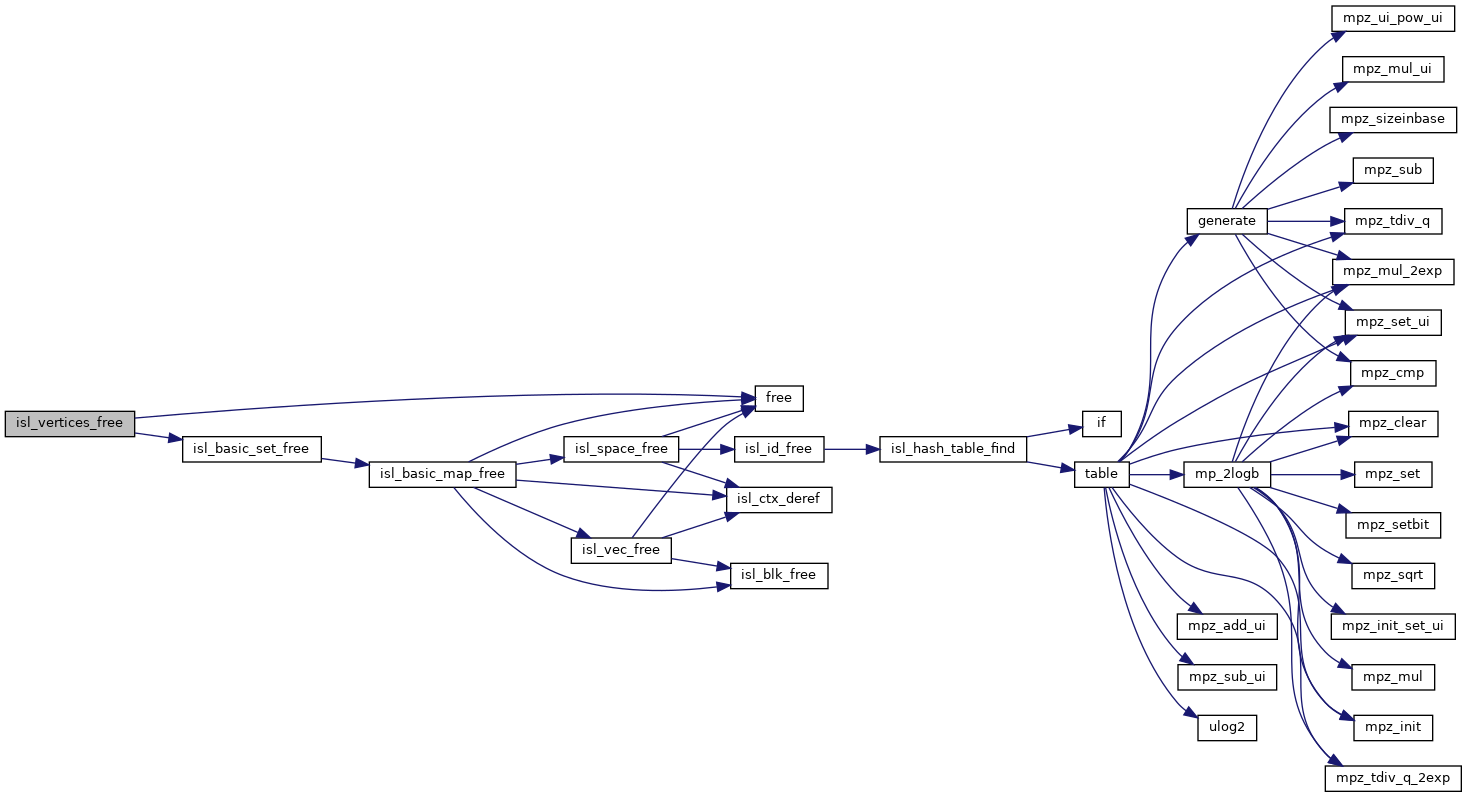 mpz_ui_pow_ui
mpz_mul_ui
mpz_sizeinbase
mpz_sub
generate
mpz_tdiv_q
mpz_mul_2exp
mpz_set_ui
mpz_cmp
free
isl_vertices_free
if
mpz_clear
isl_basic_set_free
isl_space_free
isl_id_free
isl_hash_table_find
isl_basic_map_free
table
mp_2logb
mpz_set
isl_ctx_deref
mpz_setbit
isl_vec_free
isl_blk_free
mpz_sqrt
mpz_add_ui
mpz_init_set_ui
mpz_sub_ui
mpz_mul
ulog2
mpz_init
mpz_tdiv_q_2exp